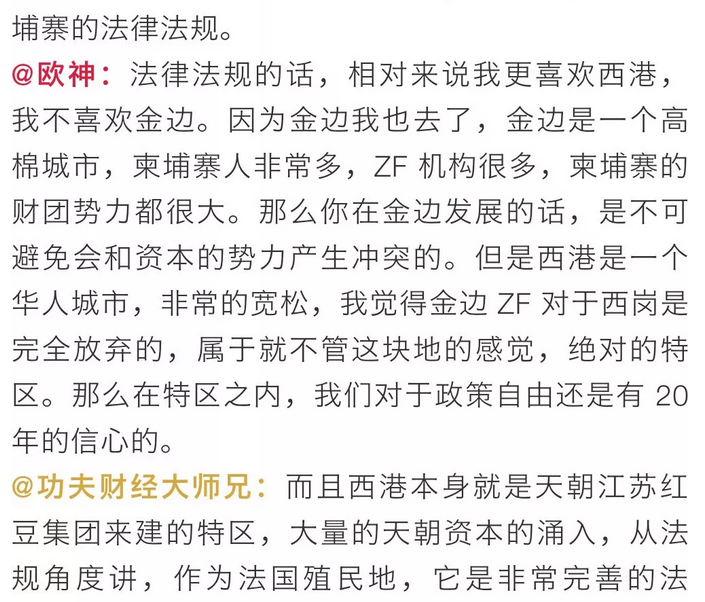 埔寨的法律法规。
@欧神：法律法规的话，相对来说我更喜欢西港，
我不喜欢金边。因为金边我也去了，金边是一个高
棉城市，柬埔寨人非常多，ZF 机构很多，柬埔寨的
财团势力都很大。那么你在金边发展的话，是不可
避免会和资本的势力产生冲突的。但是西港是一个
华人城市，非常的宽松，我觉得金边 ZF 对于西岗是
完全放弃的，属于就不管这块地的感觉，绝对的特
区。那么在特区之内，我们对于政策自由还是有 20
年的信心的。
@功夫财经大师兄：而且西港本身就是天朝江苏红
豆集团来建的特区，大量的天朝资本的涌入，从法
规角度讲，作为法国殖民地，它是非常完善的法